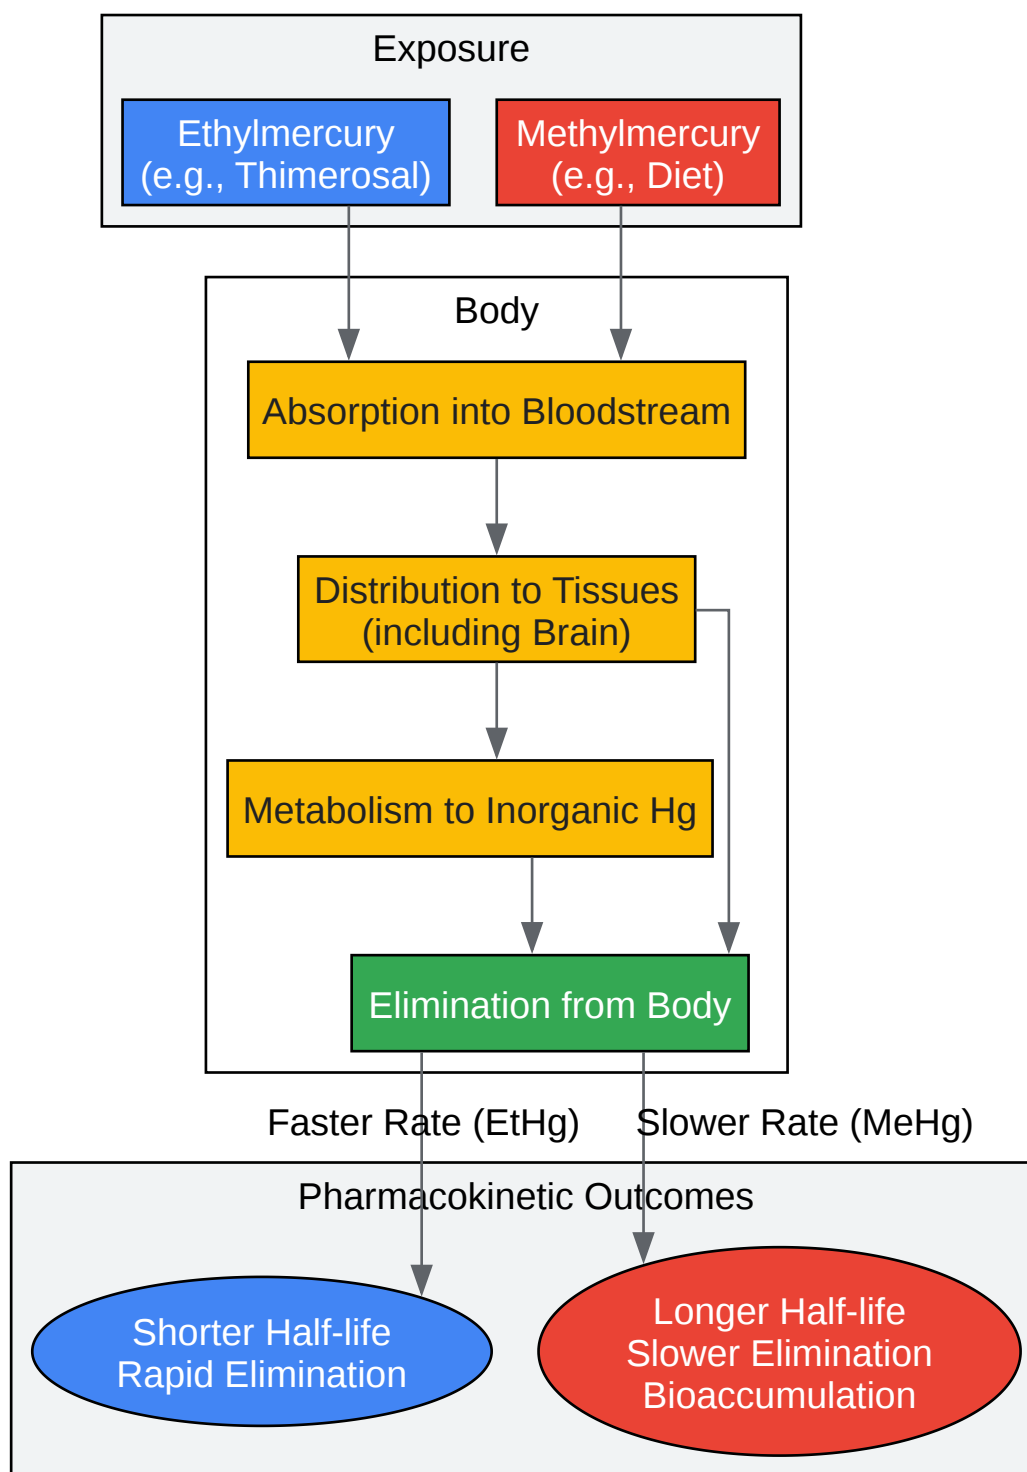 Exposure
Ethylmercury
(e.g., Thimerosal)
Methylmercury
(e.g., Diet)
Body
Absorption into Bloodstream
Distribution to Tissues
(including Brain)
Metabolism to Inorganic Hg
Elimination from Body
Faster Rate (EtHg)
Slower Rate (MeHg)
Pharmacokinetic Outcomes
Shorter Half-life
Rapid Elimination
Longer Half-life
Slower Elimination
Bioaccumulation